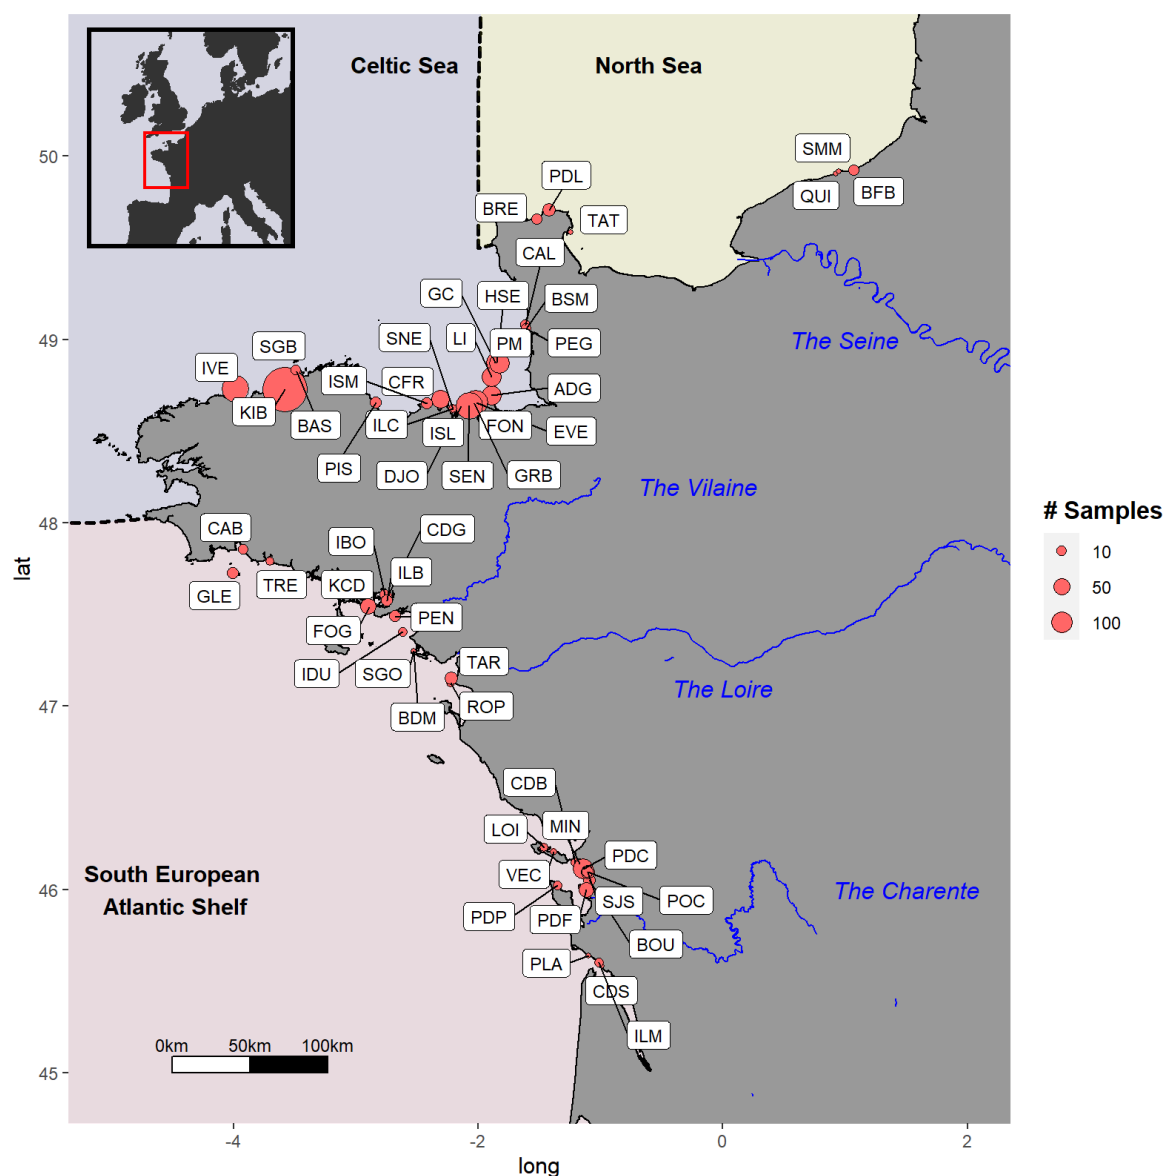 Celtic Sea
North Sea
50
SMM
PDL
QUI
BFB
BRE
TAT
CAL
GC
HSE
BSM
49
SNE
LI
PM
PEG
The Seine
SGB
IVE
ISM
CFR
ADG
KIB
BAS
ILC
ISL
FON
EVE
PIS
DJO
SEN
GRB
The Vilaine
48
CAB
IBO
CDG
# Samples
10
50
100
lat
GLE
TRE
KCD
ILB
FOG
PEN
IDU
SGO
TAR
The Loire
47
BDM
ROP
CDB
LOI
MIN
PDC
South European
Atlantic Shelf
46
VEC
POC
The Charente
PDP
PDF
SJS
BOU
PLA
CDS
ILM
0km
50km
100km
45
-4
-2
0
2
long